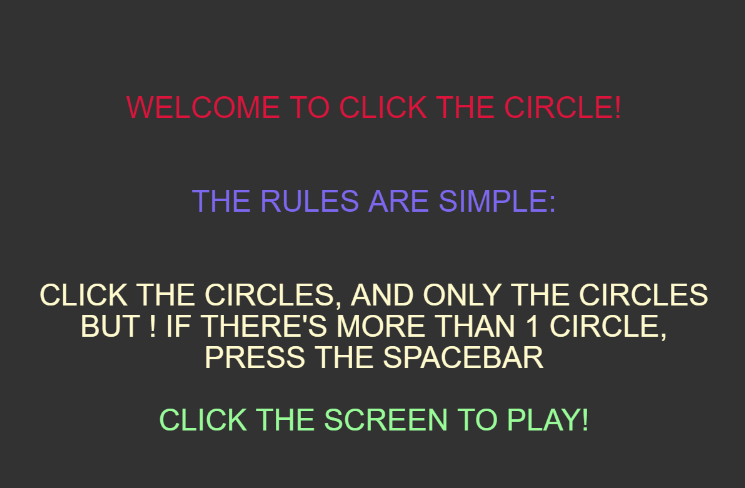 WELCOME TO CLICK THE CIRCLE!
THE RULES ARE SIMPLE:
CLICK THE CIRCLES, AND ONLY THE CIRCLES
BUT ! IF THERE'S MORE THAN 1 CIRCLE,
PRESS THE SPACEBAR
CLICK THE SCREEN TO PLAY!